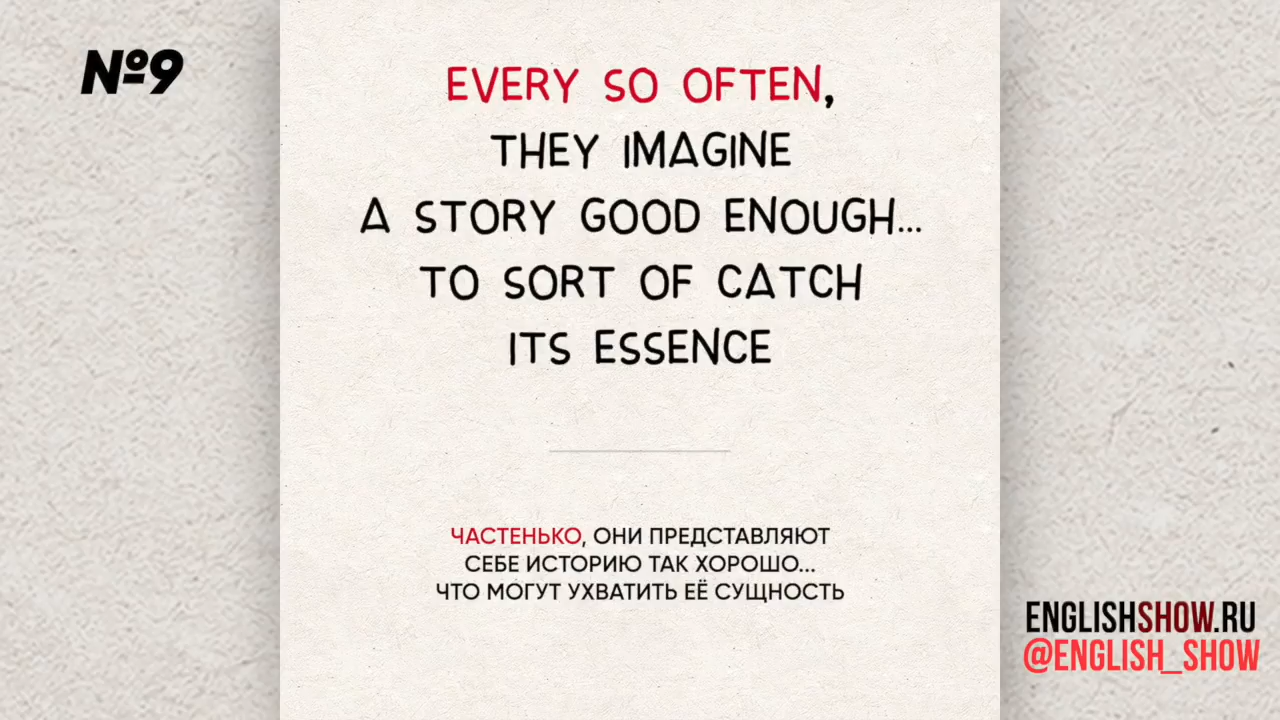 №9
EVERY SO OFTEN,
THEY IMAGINE
A STORY GOOD ENOUGH...
TO SORT OF CATCH
ITS ESSENCE
ЧАСТЕНЬКО, ОНИ ПРЕДСТАВЛЯЮТ
СЕБЕ ИСТОРИЮ ТАК ХОРОШО...
ЧТО МОГУТ УХВАТИТЬ ЕЁ СУЩНОСТЬ
ENGLISHSHOW.RU
@ENGLISH_SHOW